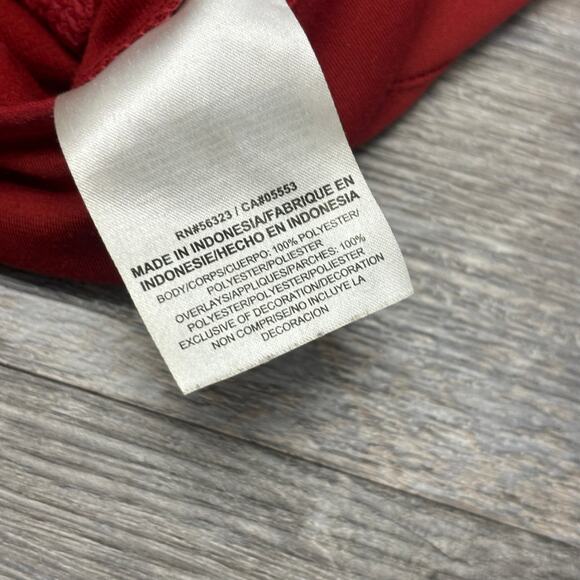 RN#56323 / CA#05553
MADE IN INDONESIA/FABRIQUE EN
INDONESIE/HECHO EN INDONESIA
BODY/CORPS/CUERPO: 100% POLYESTER/
POLYESTER/POLIESTER
OVERLAYS/APPLIQUES/PARCHES: 100%
POLYESTER/POLYESTER/POLIESTER
EXCLUSIVE OF DECORATION/DECORATION
NON COMPRISE/NO INCLUYE LA
DECORACION